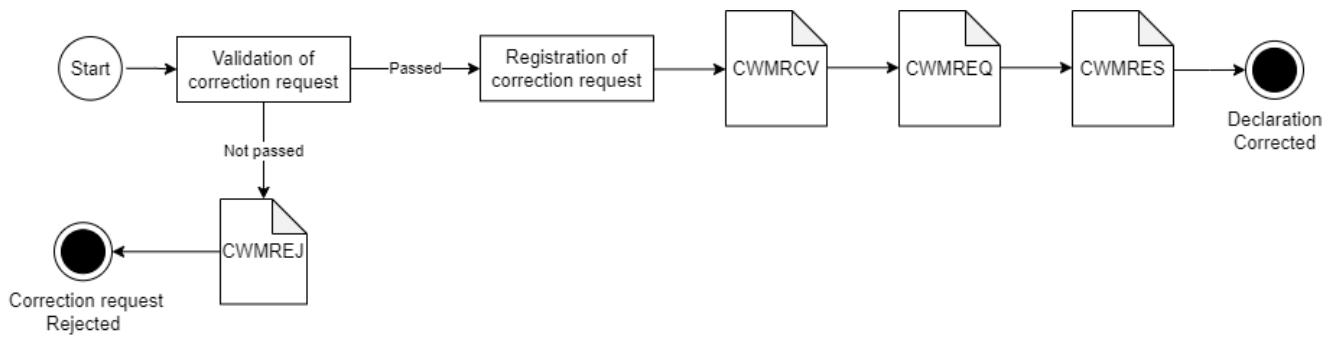 Start
Validation of
correction request
Passed
Registration of
correction request
CWMRCV
CWMREQ
CWMRES
Declaration
Corrected
Not passed
CWMREJ
Correction request
Rejected